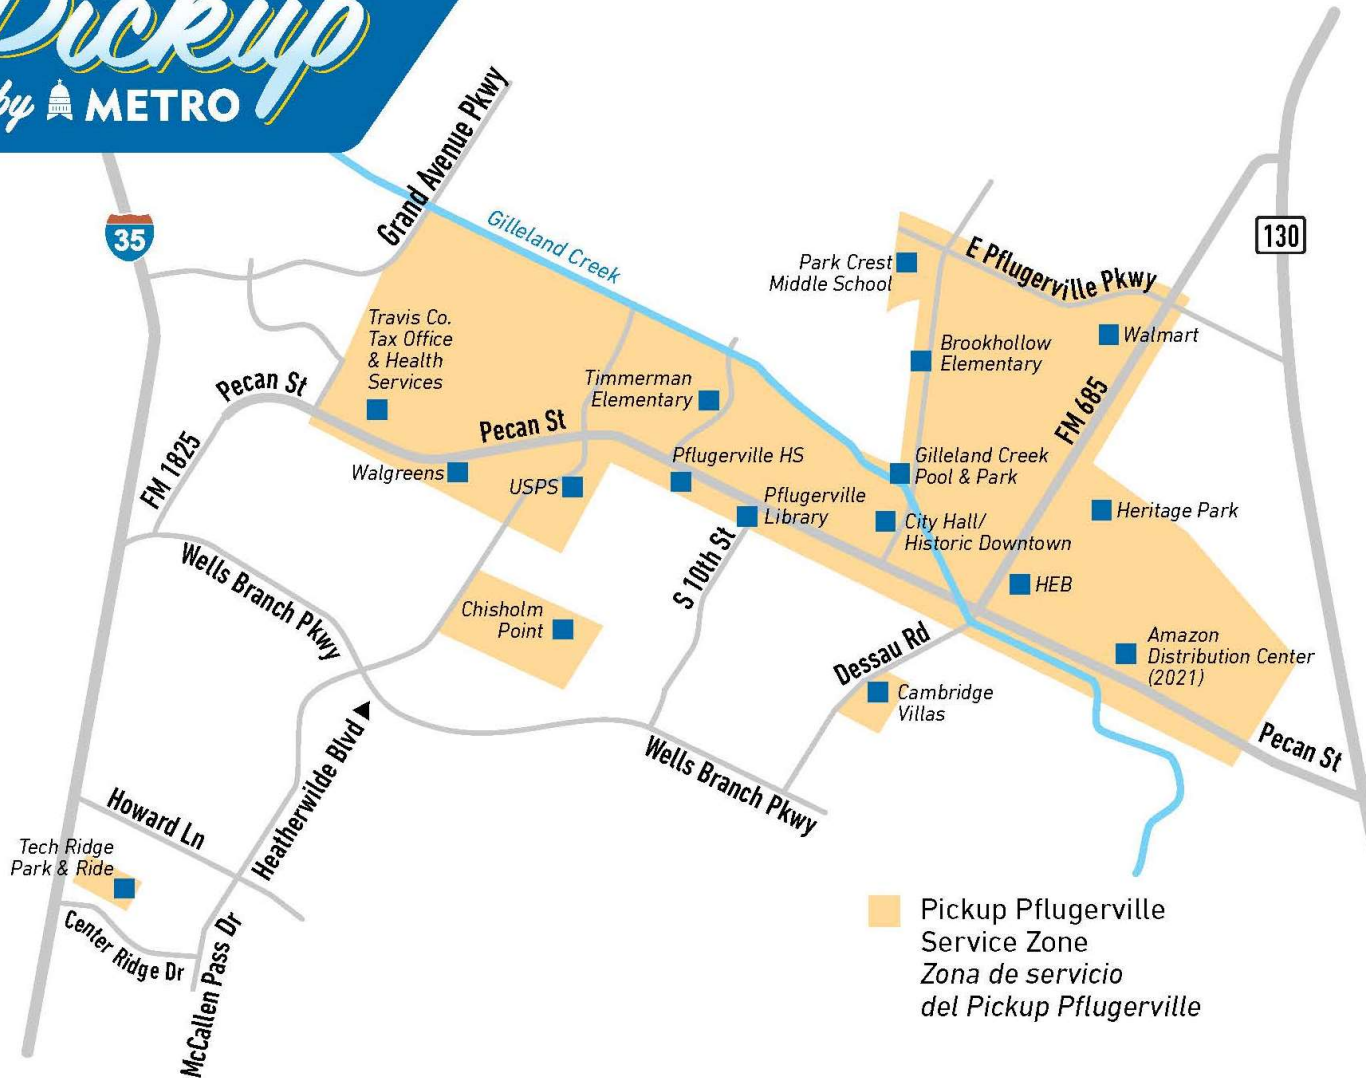 Pickup
by METRO
Grand Avenue Pkwy
35
Gilleland Creek
130
E Pflugerville Pkwy
Park Crest
Middle School
Travis Co.
Tax Office
& Health
Services
Brookhollow
Elementary
Walmart
Pecan St
Timmerman
Elementary
FM 685
Pecan St
FM 1825
Walgreens
USPS
Pflugerville HS
Gilleland Creek
Pool & Park
Pflugerville
Library
City Hall/
Historic Downtown
Heritage Park
Wells Branch Pkwy
S 10th St
HEB
Chisholm
Point
Dessau Rd
Amazon
Distribution Center
(2021)
Cambridge
Villas
Pecan St
Heatherwilde Blvd
Wells Branch Pkwy
Howard Ln
Tech Ridge
Park & Ride
Center Ridge Dr
McCallen Pass Dr
Pickup Pflugerville
Service Zone
Zona de servicio
del Pickup Pflugerville